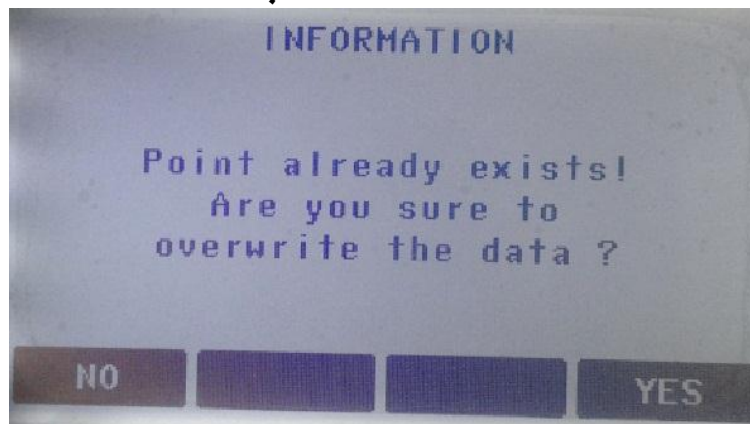 INFORMATION
Point already exists!
Are you sure to
overwrite the data ?
NO
YES